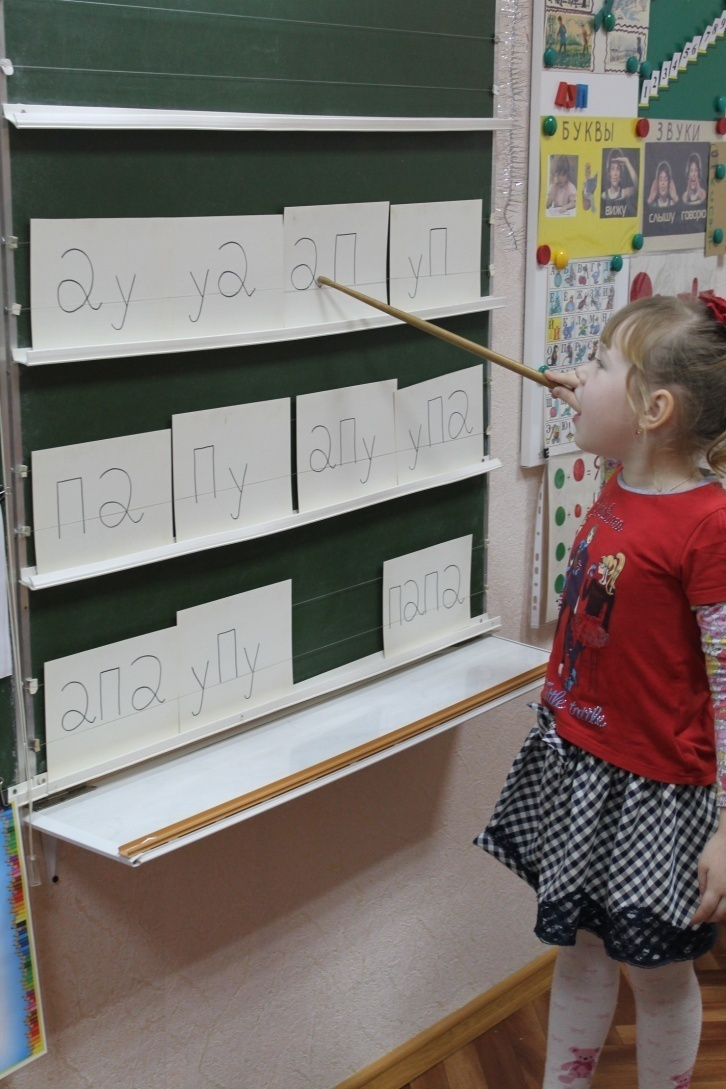 ау уа ап уп
па пу апу упа
апа упу папа
БУКВЫ ЗВУКИ
вижу слышу говорю